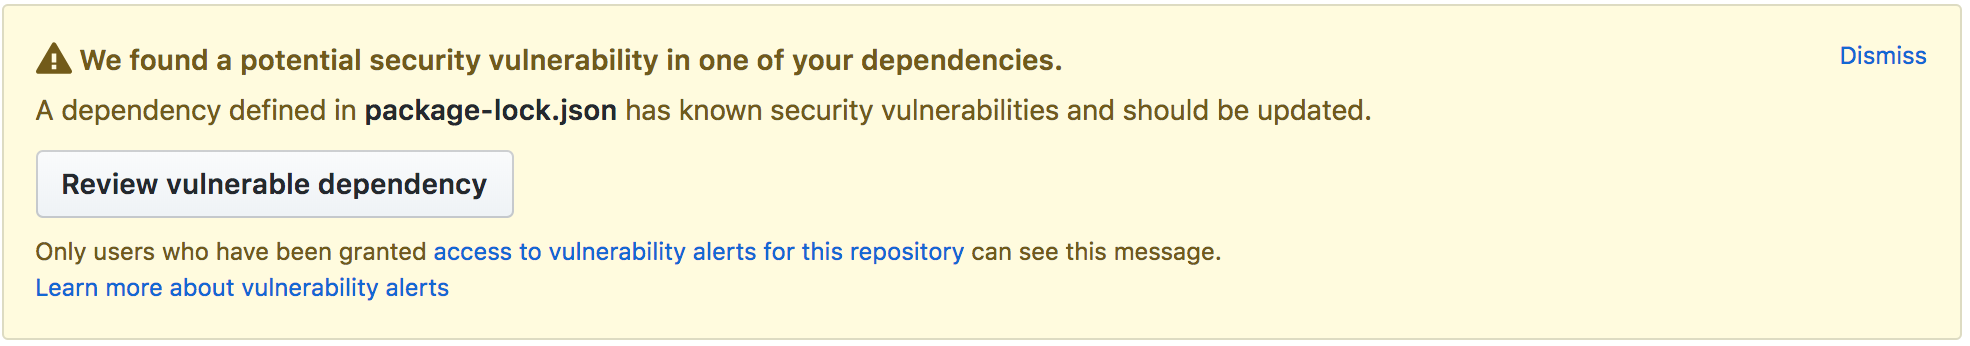 We found a potential security vulnerability in one of your dependencies.
Dismiss
A dependency defined in package-lock.json has known security vulnerabilities and should be updated.
Review vulnerable dependency
Only users who have been granted access to vulnerability alerts for this repository can see this message.
Learn more about vulnerability alerts